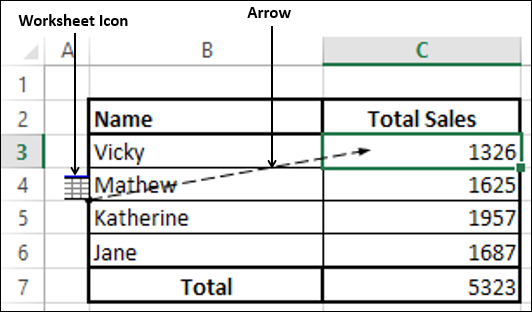 Worksheet Icon Arrow
A B C
1
2 Name Total Sales
3 Vicky 1326
4 Mathew 1625
5 Katherine 1957
6 Jane 1687
7 Total 5323